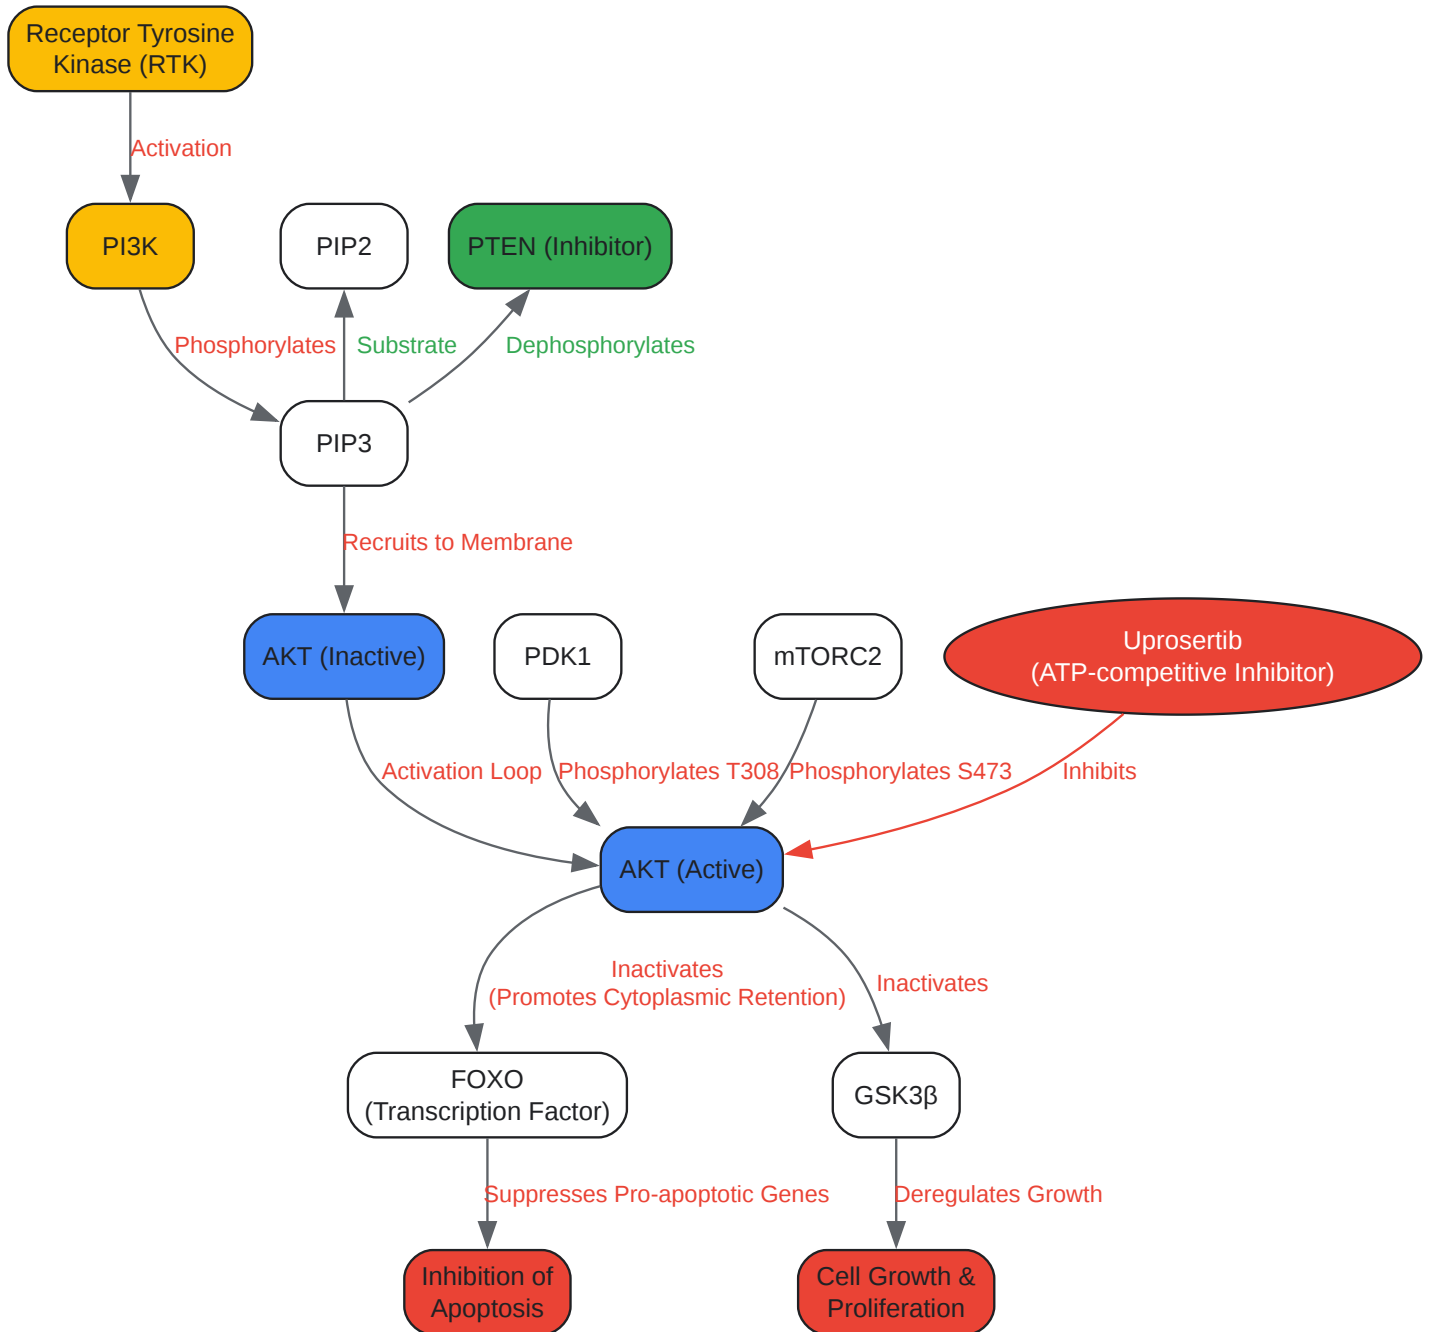 Receptor Tyrosine
Kinase (RTK)
Activation
PI3K
PIP2
PTEN (Inhibitor)
Phosphorylates
Substrate
Dephosphorylates
PIP3
Recruits to Membrane
AKT (Inactive)
PDK1
mTORC2
Uprosertib
(ATP-competitive Inhibitor)
Activation Loop
Phosphorylates T308
Phosphorylates S473
Inhibits
AKT (Active)
Inactivates
(Promotes Cytoplasmic Retention)
Inactivates
FOXO
(Transcription Factor)
GSK3β
Suppresses Pro-apoptotic Genes
Deregulates Growth
Inhibition of
Apoptosis
Cell Growth &
Proliferation